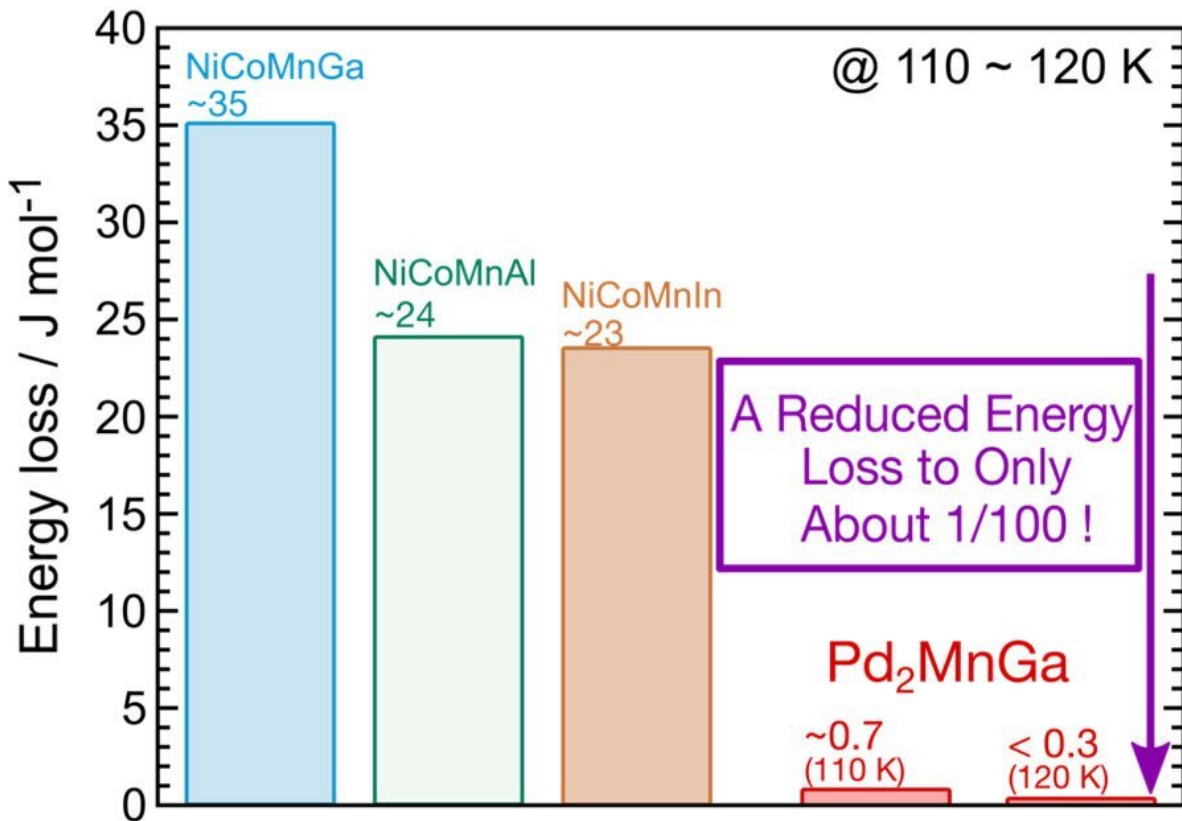 Energy loss / J mol⁻¹
40
35
30
25
20
15
10
5
0
@ 110 ~ 120 K
NiCoMnGa
~35
NiCoMnAl
~24
NiCoMnIn
~23
A Reduced Energy
Loss to Only
About 1/100 !
Pd₂MnGa
~0.7
(110 K)
< 0.3
(120 K)